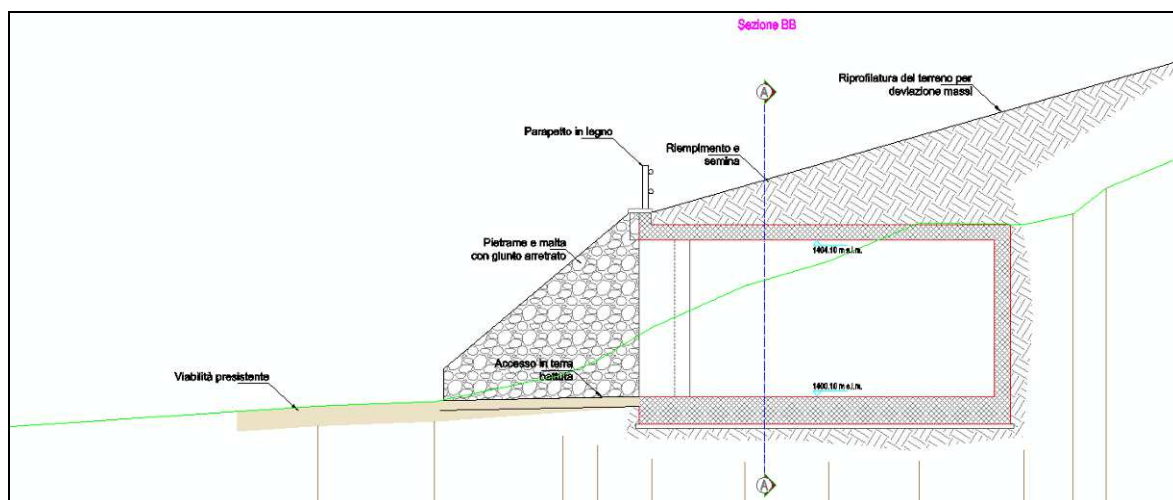 Sezione BB
Riprofilatura del terreno per
deviazione massi
A
Parapetto in legno
Riempimento e
semina
Pietrame e malta
con giunto arretrato
1404.10 m s.l.m.
Accesso in terra
battuta
Viabilità presistente
1400.10 m s.l.m.
A